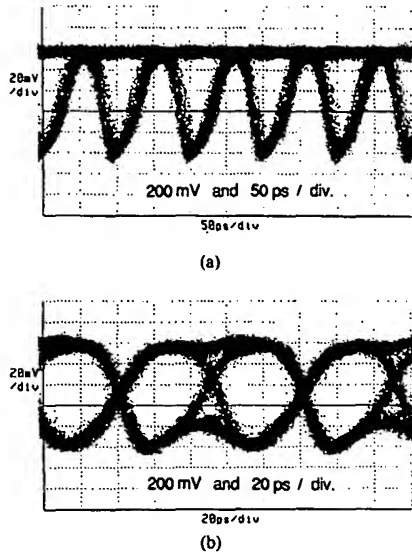 20mV
/div
200 mV and 50 ps / div.
50ps/div
(a)
20mV
/div
200 mV and 20 ps / div.
20ps/div
(b)